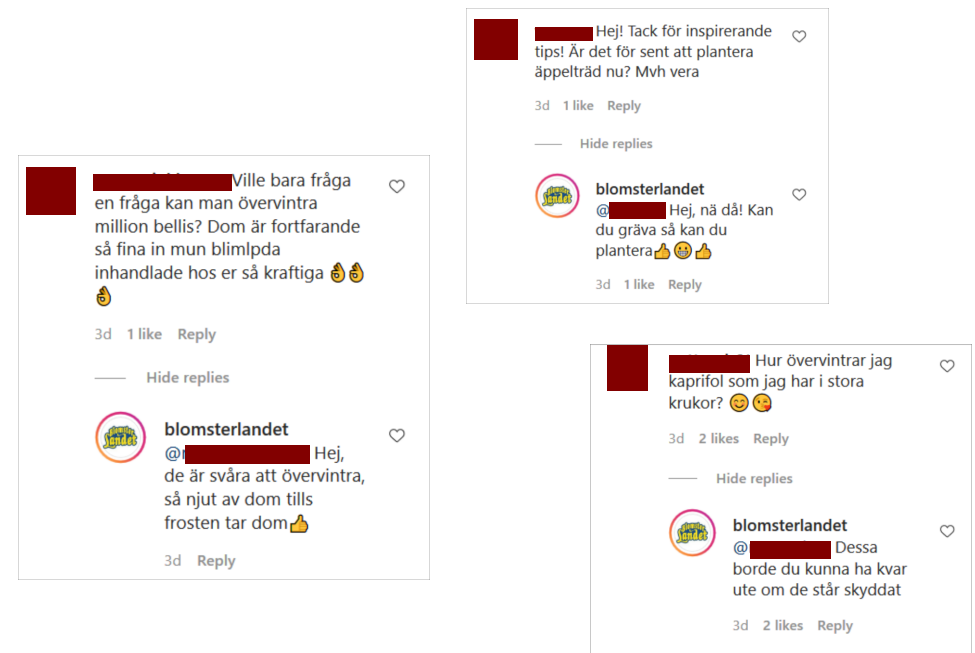 Hej! Tack för inspirerande
tips! Är det för sent att plantera
äppelträd nu? Mvh vera
3d 1 like Reply
Hide replies
blomsterlandet
@ Hej, nä då! Kan
du gräva så kan du
plantera👍😀👍
3d 1 like Reply
Ville bara fråga
en fråga kan man övervintra
million bellis? Dom är fortfarande
så fina in mun blimlpda
inhandlade hos er så kraftiga 👌👌
👌
3d 1 like Reply
Hide replies
blomsterlandet
@ Hej,
de är svåra att övervintra,
så njut av dom tills
frosten tar dom👍
3d Reply
Hur övervintrar jag
kaprifol som jag har i stora
krukor? 😊😘
3d 2 likes Reply
Hide replies
blomsterlandet
@ Dessa
borde du kunna ha kvar
ute om de står skyddat
3d 2 likes Reply